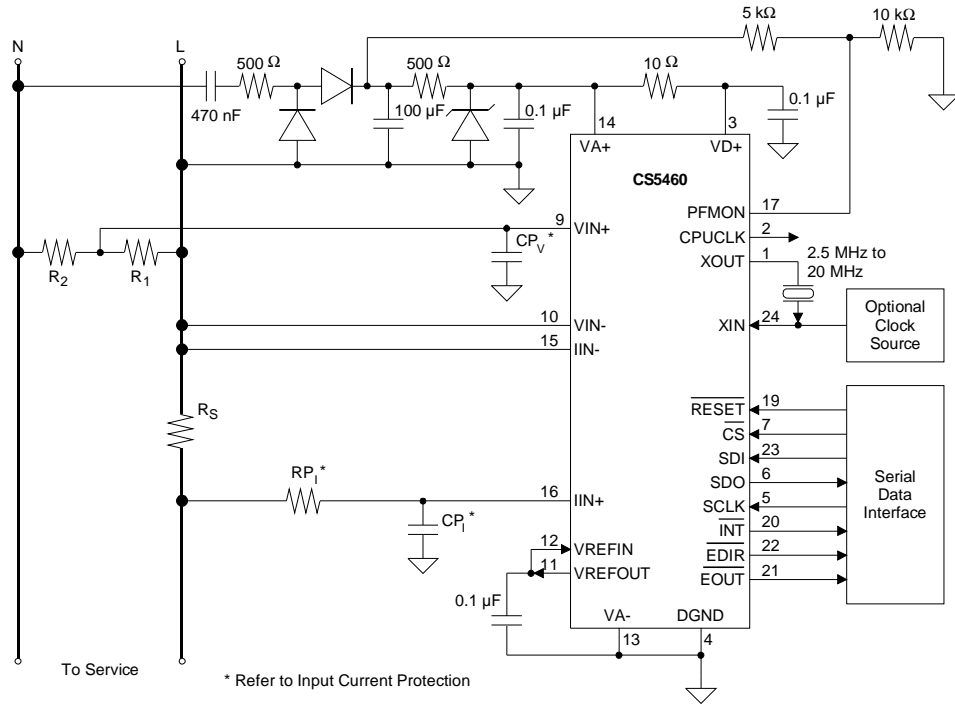 5 kΩ
10 kΩ
N
L
500 Ω
500 Ω
10 Ω
470 nF
100 µF
0.1 µF
0.1 µF
14
3
VA+
VD+
CS5460
PFMON
17
CPUCLK
2
XOUT
1
2.5 MHz to
20 MHz
9
VIN+
CPV*
R2
R1
10
VIN-
15
IIN-
XIN
24
Optional
Clock
Source
RS
RESET
19
CS
7
SDI
23
SDO
6
SCLK
5
INT
20
EDIR
22
EOUT
21
Serial
Data
Interface
RPI*
16
IIN+
CPI*
12
VREFIN
11
VREFOUT
0.1 µF
VA-
DGND
13
4
To Service
* Refer to Input Current Protection